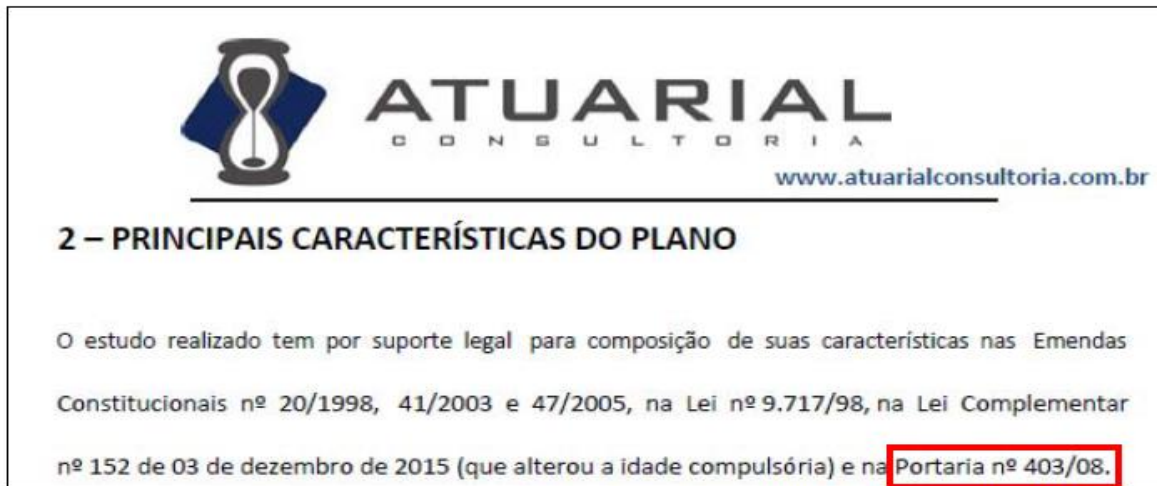 ATUARIAL
CONSULTORIA
www.atuarialconsultoria.com.br
2 – PRINCIPAIS CARACTERÍSTICAS DO PLANO
O estudo realizado tem por suporte legal para composição de suas características nas Emendas
Constitucionais nº 20/1998, 41/2003 e 47/2005, na Lei nº 9.717/98, na Lei Complementar
nº 152 de 03 de dezembro de 2015 (que alterou a idade compulsória) e na Portaria nº 403/08.